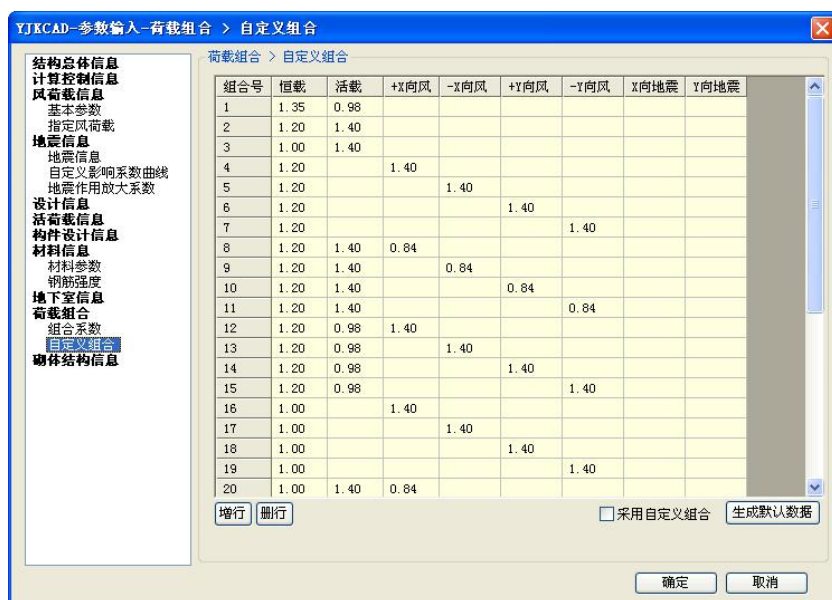 YJKCAD-参数输入-荷载组合 > 自定义组合
结构总体信息
计算控制信息
风荷载信息
基本参数
指定风荷载
地震信息
地震信息
自定义影响系数曲线
地震作用放大系数
设计信息
活荷载信息
构件设计信息
材料信息
材料参数
钢筋强度
地下室信息
荷载组合
组合系数
自定义组合
砌体结构信息
荷载组合 > 自定义组合
组合号 恒载 活载 +X向风 -X向风 +Y向风 -Y向风 X向地震 Y向地震
1 1.35 0.98
2 1.20 1.40
3 1.00 1.40
4 1.20 1.40
5 1.20 1.40
6 1.20 1.40
7 1.20 1.40
8 1.20 1.40 0.84
9 1.20 1.40 0.84
10 1.20 1.40 0.84
11 1.20 1.40 0.84
12 1.20 0.98 1.40
13 1.20 0.98 1.40
14 1.20 0.98 1.40
15 1.20 0.98 1.40
16 1.00 1.40
17 1.00 1.40
18 1.00 1.40
19 1.00 1.40
20 1.00 1.40 0.84
增行 删行 采用自定义组合 生成默认数据
确定 取消